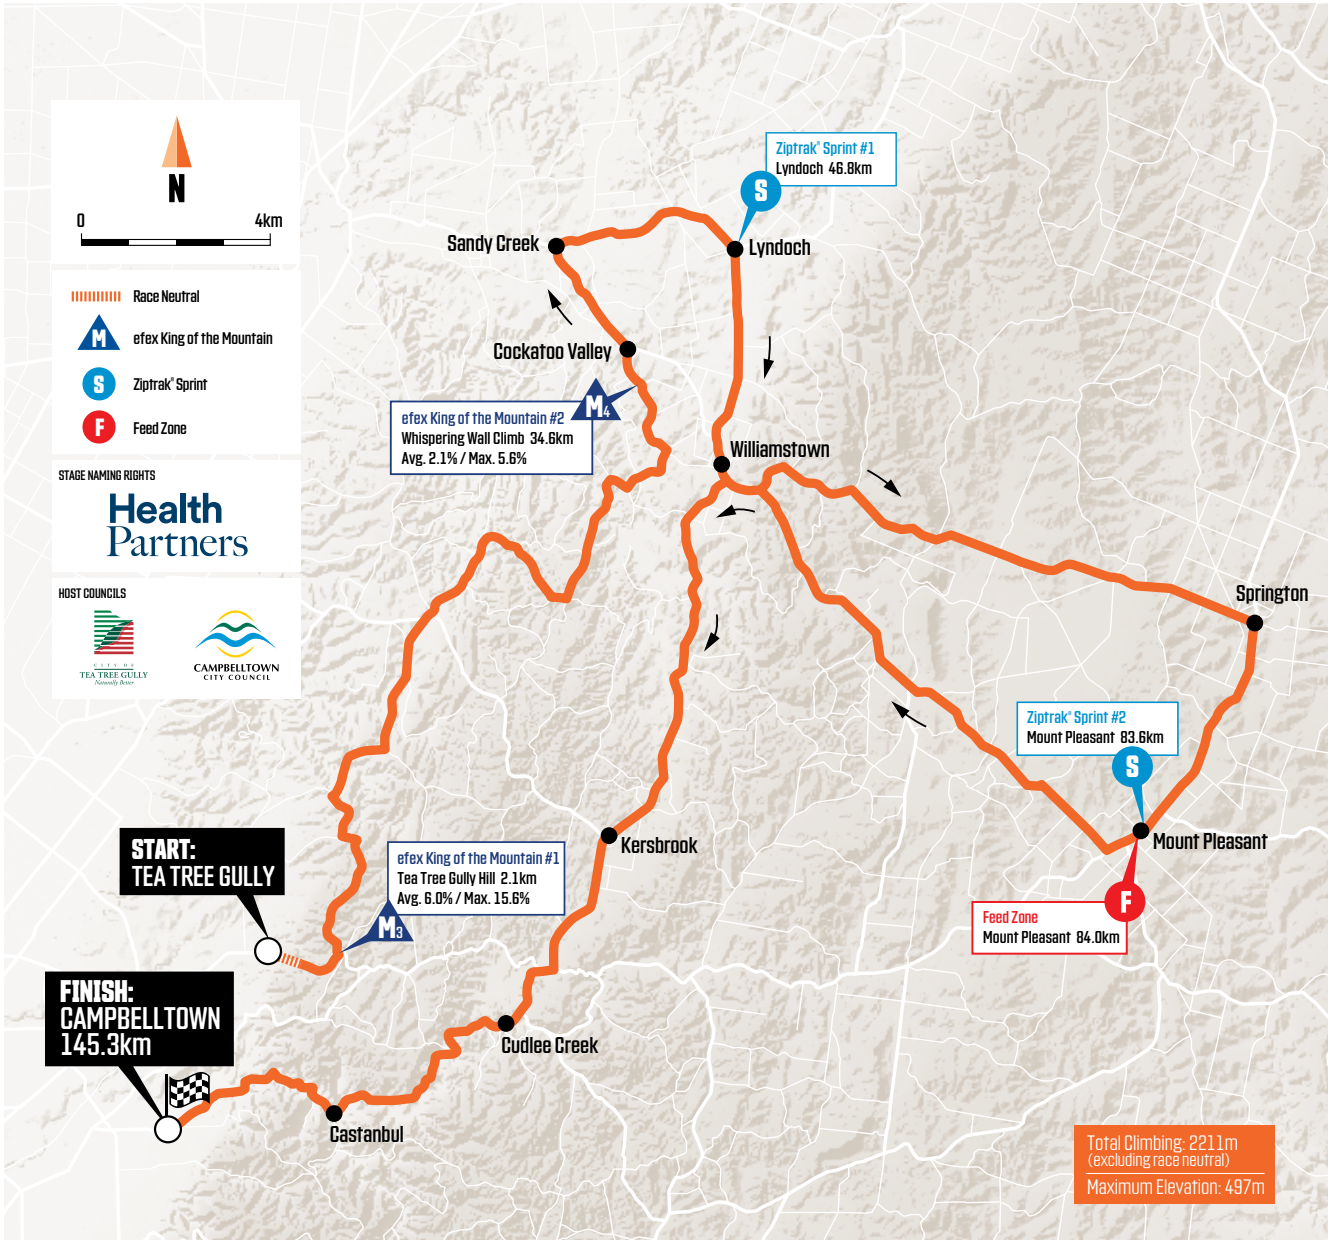 N
0 4km
Race Neutral
M efex King of the Mountain
S Ziptrak® Sprint
F Feed Zone
STAGE NAMING RIGHTS
Health
Partners
HOST COUNCILS
CITY OF
TEA TREE GULLY
Naturally Better
CAMPBELLTOWN
CITY COUNCIL
Ziptrak® Sprint #1
Lyndoch 46.8km
S
Sandy Creek
Lyndoch
Cockatoo Valley
M4
efex King of the Mountain #2
Whispering Wall Climb 34.6km
Avg. 2.1% / Max. 5.6%
Williamstown
Springton
Ziptrak® Sprint #2
Mount Pleasant 83.6km
S
Mount Pleasant
F
Feed Zone
Mount Pleasant 84.0km
START:
TEA TREE GULLY
efex King of the Mountain #1
Tea Tree Gully Hill 2.1km
Avg. 6.0% / Max. 15.6%
M3
Kersbrook
FINISH:
CAMPBELLTOWN
145.3km
Cudlee Creek
Castanbul
Total Climbing: 2211m
(excluding race neutral)
Maximum Elevation: 497m